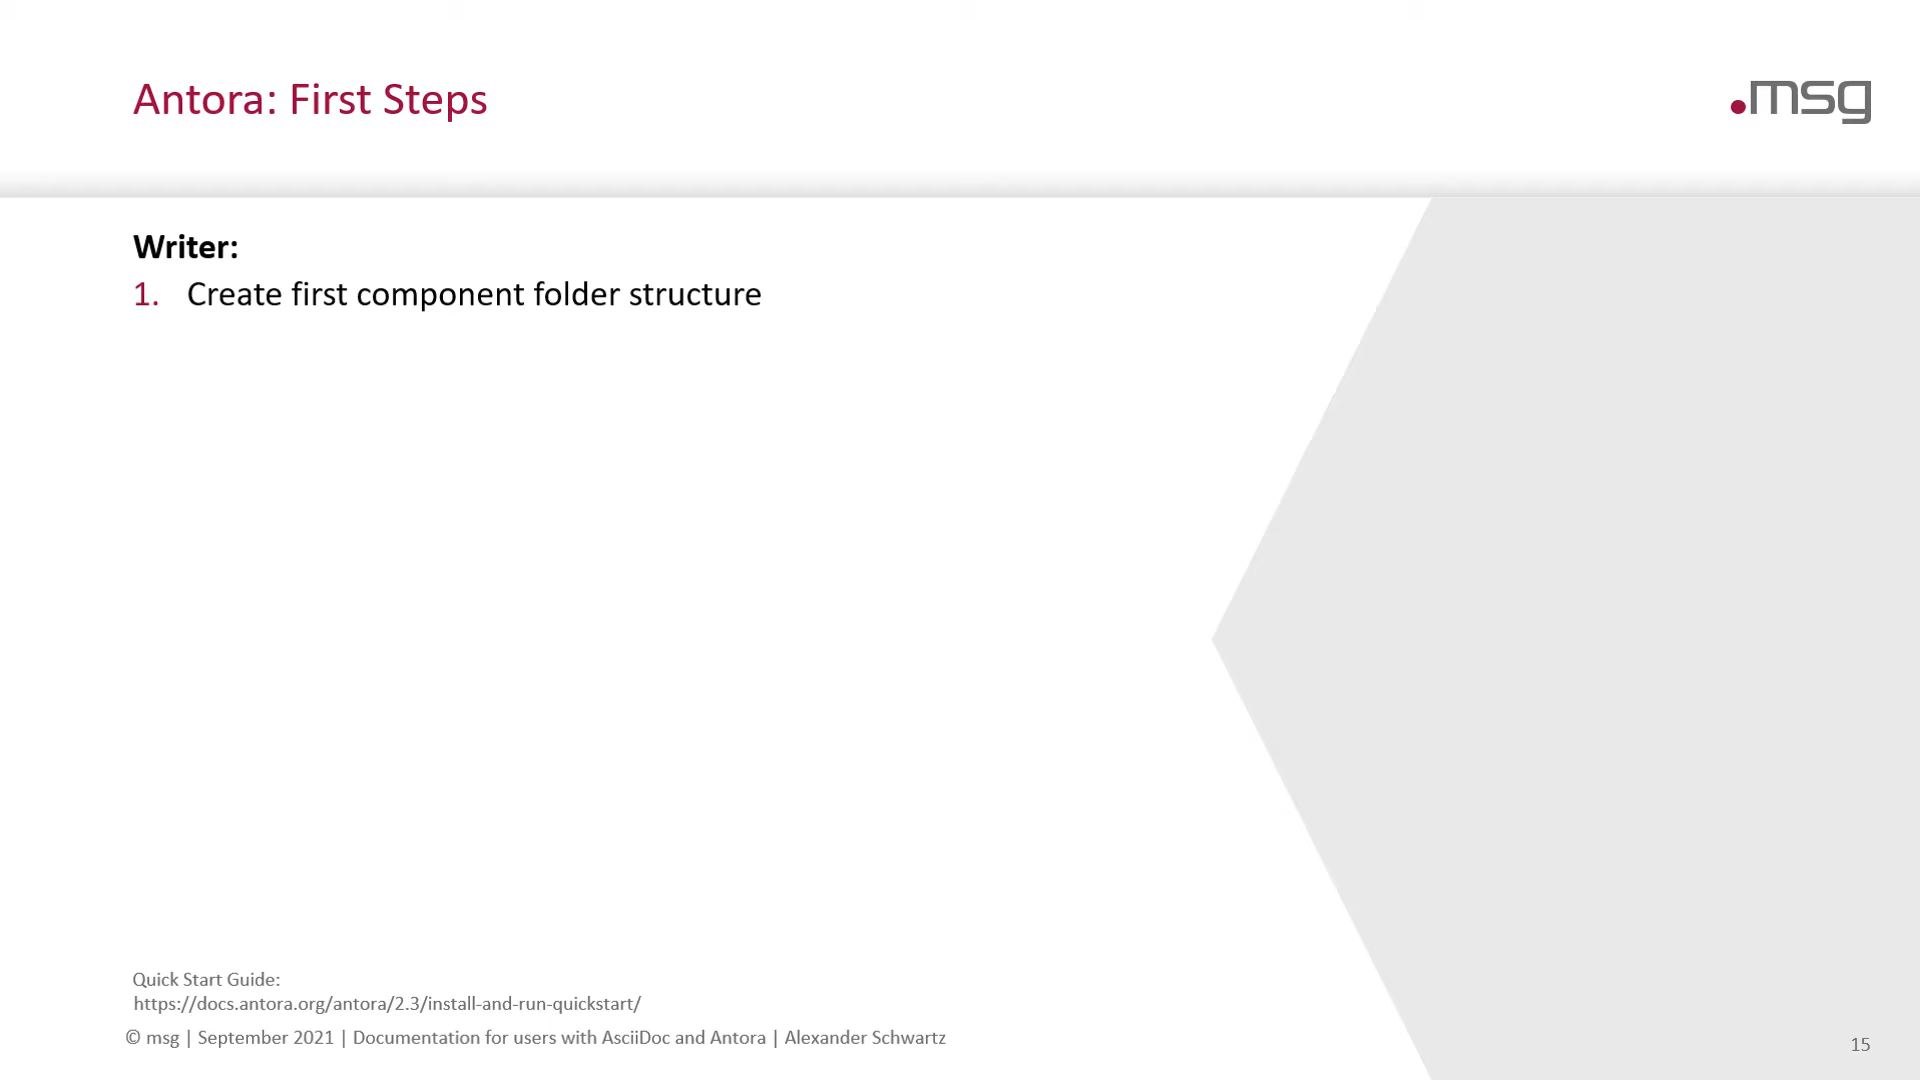 Antora: First Steps
.msg
Writer:
1. Create first component folder structure
Quick Start Guide:
https://docs.antora.org/antora/2.3/install-and-run-quickstart/
© msg | September 2021 | Documentation for users with AsciiDoc and Antora | Alexander Schwartz
15